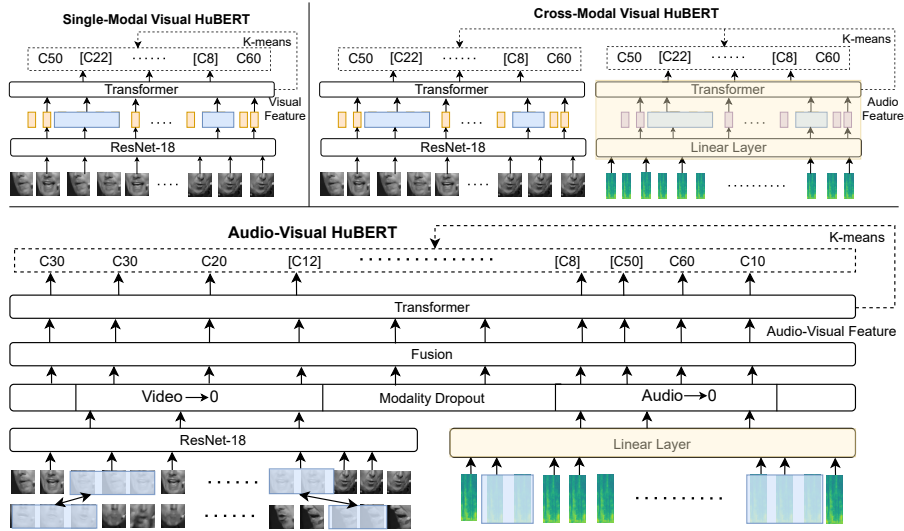 Single-Modal Visual HuBERT
K-means
C50 [C22] ······ [C8] C60
Transformer
Visual
Feature
ResNet-18
Cross-Modal Visual HuBERT
K-means
C50 [C22] ······ [C8] C60
C50 [C22] ······ [C8] C60
Transformer
Transformer
Audio
Feature
ResNet-18
Linear Layer
Audio-Visual HuBERT
K-means
C30 C30 C20 [C12] [C8] [C50] C60 C10
Transformer
Audio-Visual Feature
Fusion
Video→0 Modality Dropout Audio→0
ResNet-18
Linear Layer